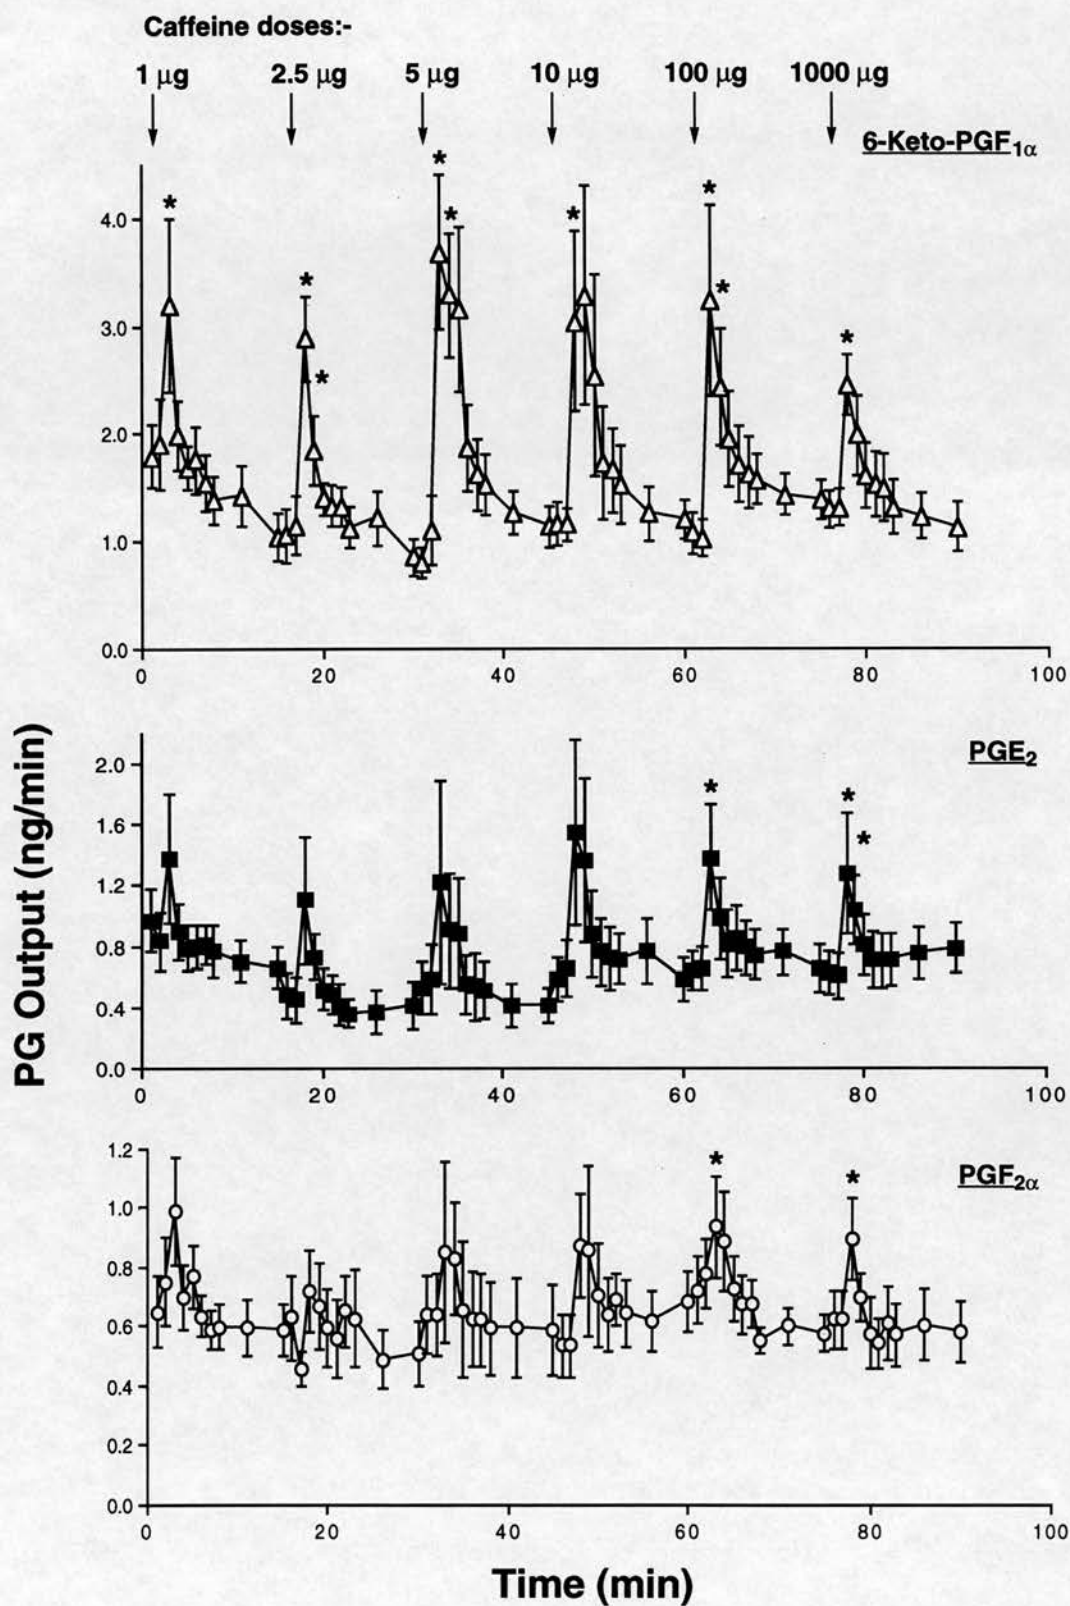 Caffeine doses:-
1 µg 2.5 µg 5 µg 10 µg 100 µg 1000 µg
6-Keto-PGF1α
* * * * * * * * *
4.0
3.0
2.0
1.0
0.0
0 20 40 60 80 100
PG Output (ng/min)
PGE2
* * *
2.0
1.6
1.2
0.8
0.4
0.0
0 20 40 60 80 100
PGF2α
* *
1.2
1.0
0.8
0.6
0.4
0.2
0.0
0 20 40 60 80 100
Time (min)